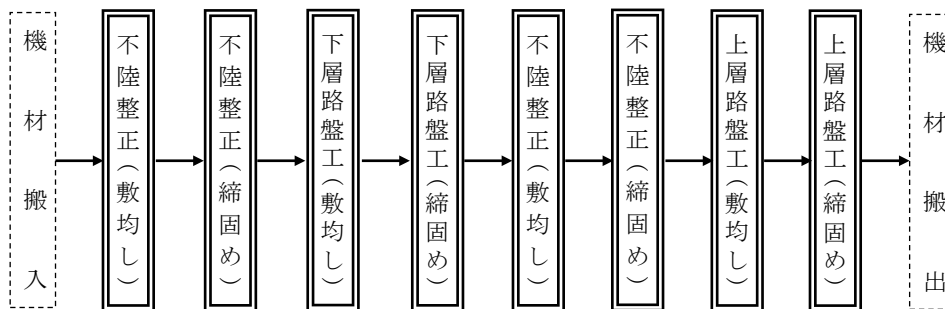 機材搬入
不陸整正(敷均し)
不陸整正(締固め)
下層路盤工(敷均し)
下層路盤工(締固め)
不陸整正(敷均し)
不陸整正(締固め)
上層路盤工(敷均し)
上層路盤工(締固め)
機材搬出